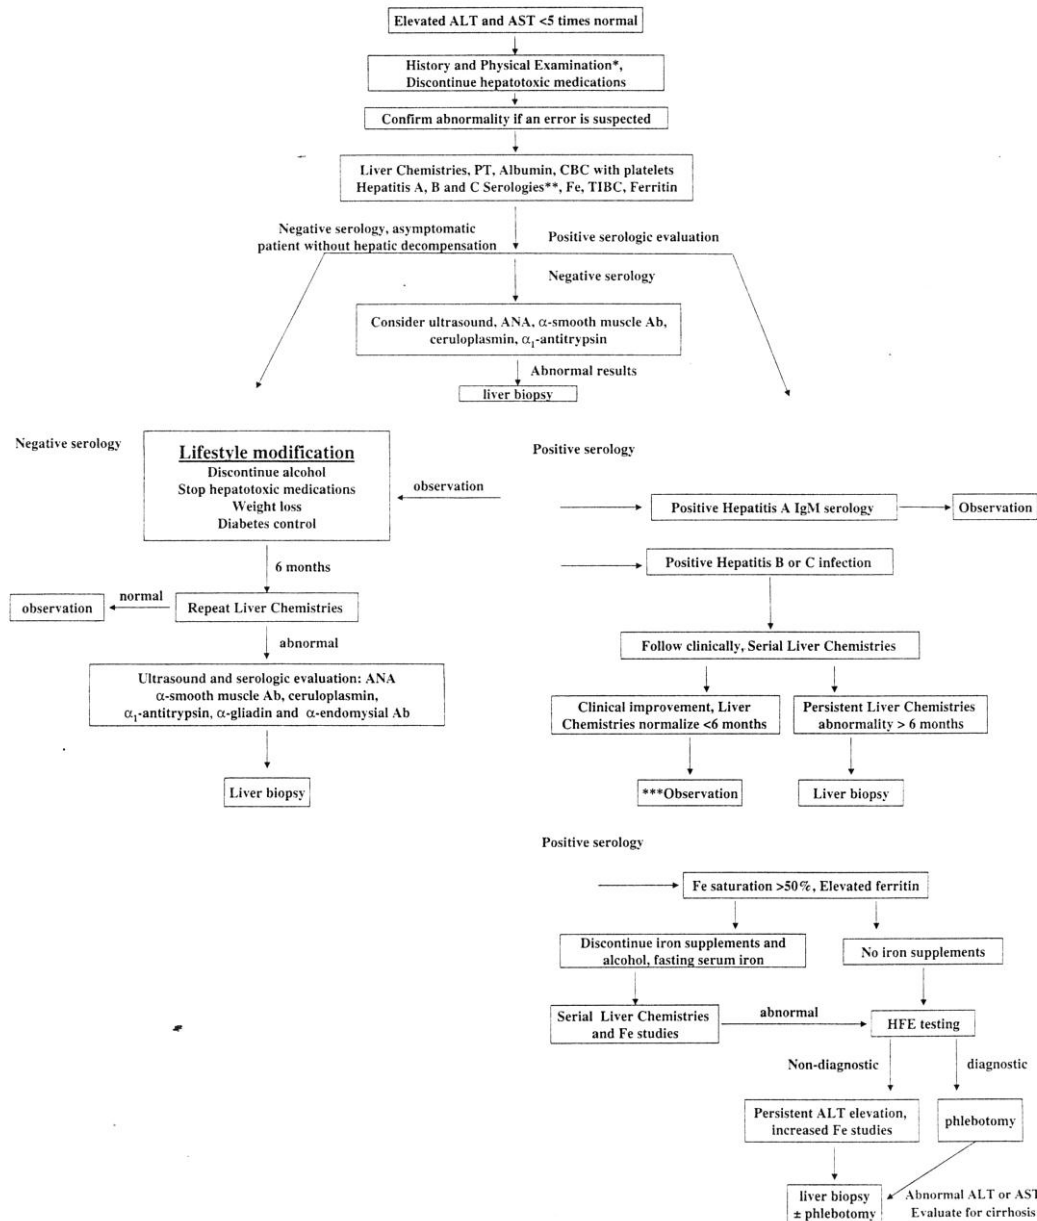 Elevated ALT and AST <5 times normal
History and Physical Examination*,
Discontinue hepatotoxic medications
Confirm abnormality if an error is suspected
Liver Chemistries, PT, Albumin, CBC with platelets
Hepatitis A, B and C Serologies**, Fe, TIBC, Ferritin
Negative serology, asymptomatic
patient without hepatic decompensation
Positive serologic evaluation
Negative serology
Consider ultrasound, ANA, α-smooth muscle Ab,
ceruloplasmin, α1-antitrypsin
Abnormal results
liver biopsy
Negative serology
Lifestyle modification
Discontinue alcohol
Stop hepatotoxic medications
Weight loss
Diabetes control
observation
6 months
Repeat Liver Chemistries
normal
observation
abnormal
Ultrasound and serologic evaluation: ANA
α-smooth muscle Ab, ceruloplasmin,
α1-antitrypsin, α-gliadin and α-endomysial Ab
Liver biopsy
Positive serology
Positive Hepatitis A IgM serology
Observation
Positive Hepatitis B or C infection
Follow clinically, Serial Liver Chemistries
Clinical improvement, Liver
Chemistries normalize <6 months
Persistent Liver Chemistries
abnormality > 6 months
***Observation
Liver biopsy
Positive serology
Fe saturation >50%, Elevated ferritin
Discontinue iron supplements and
alcohol, fasting serum iron
No iron supplements
Serial Liver Chemistries
and Fe studies
abnormal
HFE testing
Non-diagnostic
diagnostic
Persistent ALT elevation,
increased Fe studies
phlebotomy
liver biopsy
± phlebotomy
Abnormal ALT or AST
Evaluate for cirrhosis